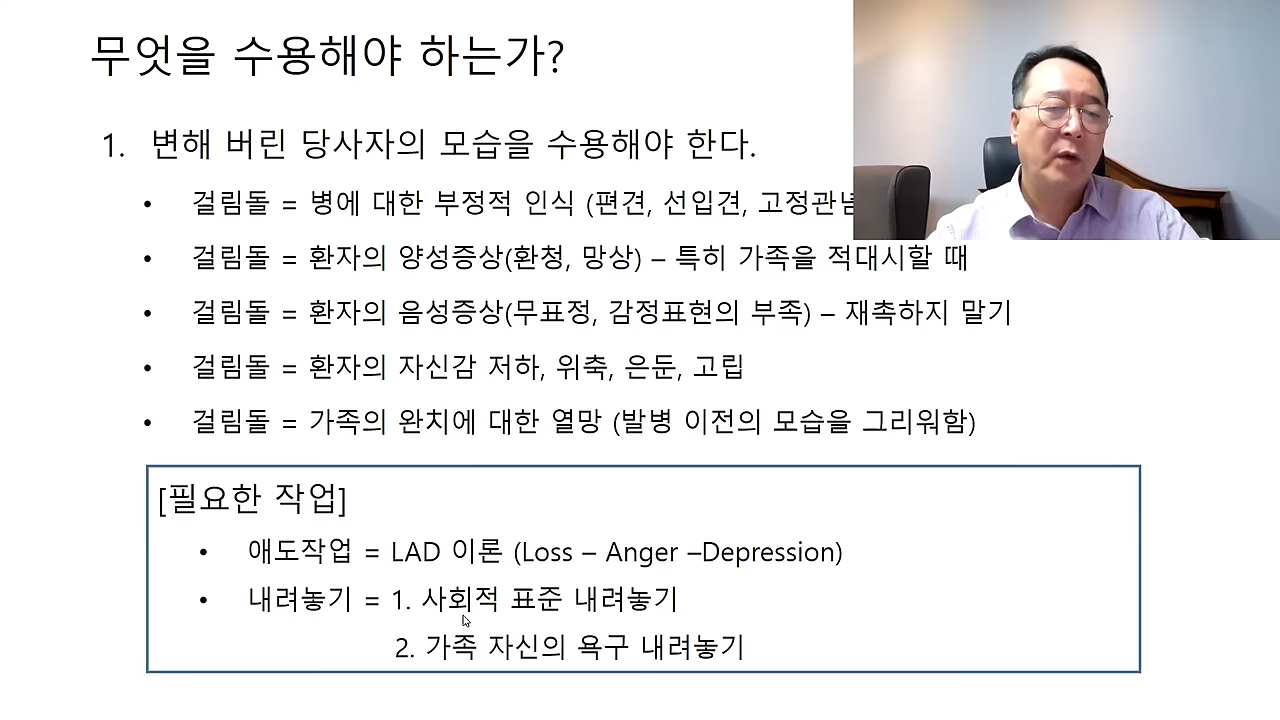 무엇을 수용해야 하는가?
1. 변해 버린 당사자의 모습을 수용해야 한다.
• 걸림돌 = 병에 대한 부정적 인식 (편견, 선입견, 고정관념
• 걸림돌 = 환자의 양성증상(환청, 망상) – 특히 가족을 적대시할 때
• 걸림돌 = 환자의 음성증상(무표정, 감정표현의 부족) – 재촉하지 말기
• 걸림돌 = 환자의 자신감 저하, 위축, 은둔, 고립
• 걸림돌 = 가족의 완치에 대한 열망 (발병 이전의 모습을 그리워함)
[필요한 작업]
• 애도작업 = LAD 이론 (Loss – Anger –Depression)
• 내려놓기 = 1. 사회적 표준 내려놓기
2. 가족 자신의 욕구 내려놓기